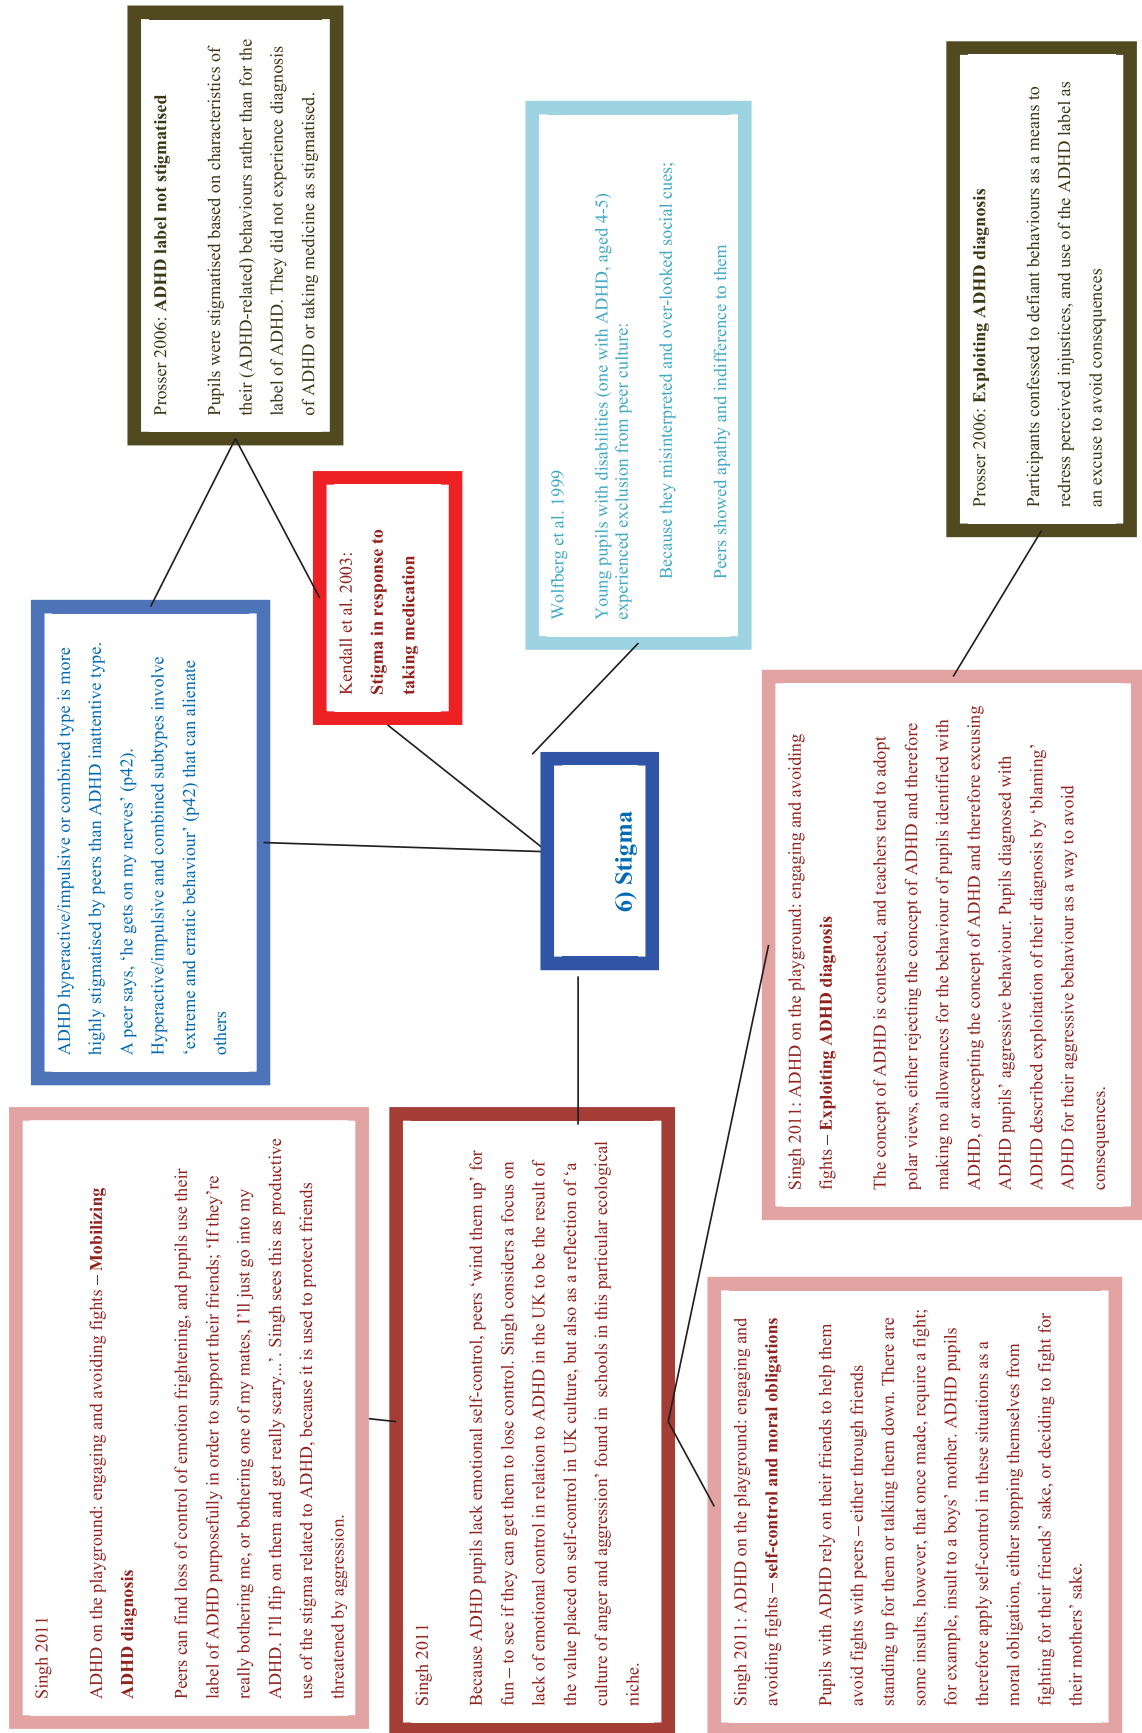 Singh 2011
ADHD on the playground: engaging and avoiding fights – Mobilizing
ADHD diagnosis
Peers can find loss of control of emotion frightening, and pupils use their
label of ADHD purposefully in order to support their friends; ‘If they’re
really bothering me, or bothering one of my mates, I’ll just go into my
ADHD. I’ll flip on them and get really scary...’. Singh sees this as productive
use of the stigma related to ADHD, because it is used to protect friends
threatened by aggression.
ADHD hyperactive/impulsive or combined type is more
highly stigmatised by peers than ADHD inattentive type.
A peer says, ‘he gets on my nerves’ (p42).
Hyperactive/impulsive and combined subtypes involve
‘extreme and erratic behaviour’ (p42) that can alienate
others
Prosser 2006: ADHD label not stigmatised
Pupils were stigmatised based on characteristics of
their (ADHD-related) behaviours rather than for the
label of ADHD. They did not experience diagnosis
of ADHD or taking medicine as stigmatised.
Kendall et al. 2003:
Stigma in response to
taking medication
Singh 2011
Because ADHD pupils lack emotional self-control, peers ‘wind them up’ for
fun – to see if they can get them to lose control. Singh considers a focus on
lack of emotional control in relation to ADHD in the UK to be the result of
the value placed on self-control in UK culture, but also as a reflection of ‘a
culture of anger and aggression’ found in schools in this particular ecological
niche.
6) Stigma
Wolfberg et al. 1999
Young pupils with disabilities (one with ADHD, aged 4-5)
experienced exclusion from peer culture:
Because they misinterpreted and over-looked social cues;
Peers showed apathy and indifference to them
Singh 2011: ADHD on the playground: engaging and
avoiding fights – self-control and moral obligations
Pupils with ADHD rely on their friends to help them
avoid fights with peers – either through friends
standing up for them or talking them down. There are
some insults, however, that once made, require a fight;
for example, insult to a boys’ mother. ADHD pupils
therefore apply self-control in these situations as a
moral obligation, either stopping themselves from
fighting for their friends’ sake, or deciding to fight for
their mothers’ sake.
Singh 2011: ADHD on the playground: engaging and avoiding
fights – Exploiting ADHD diagnosis
The concept of ADHD is contested, and teachers tend to adopt
polar views, either rejecting the concept of ADHD and therefore
making no allowances for the behaviour of pupils identified with
ADHD, or accepting the concept of ADHD and therefore excusing
ADHD pupils’ aggressive behaviour. Pupils diagnosed with
ADHD described exploitation of their diagnosis by ‘blaming’
ADHD for their aggressive behaviour as a way to avoid
consequences.
Prosser 2006: Exploiting ADHD diagnosis
Participants confessed to defiant behaviours as a means to
redress perceived injustices, and use of the ADHD label as
an excuse to avoid consequences